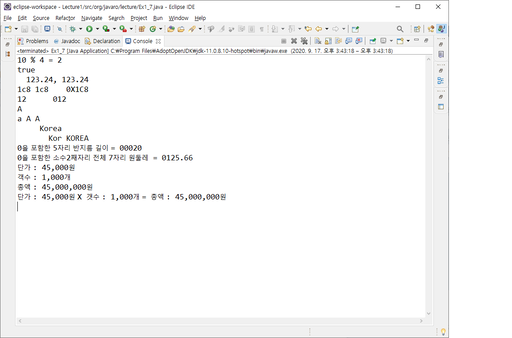 eclipse-workspace - Lecture1/src/org/javaro/lecture/Ex1_7.java - Eclipse IDE
File Edit Source Refactor Navigate Search Project Run Window Help
Problems Javadoc Declaration Console
<terminated> Ex1_7 [Java Application] C:#Program Files#AdoptOpenJDK#jdk-11.0.8.10-hotspot#bin#javaw.exe (2020. 9. 17. 오후 3:43:18 – 오후 3:43:18)
10 % 4 = 2
true
123.24, 123.24
1c8 1c8 0X1C8
12 012
A
a A A
Korea
Kor KOREA
0을 포함한 5자리 반지름 길이 = 00020
0을 포함한 소수2째자리 전체 7자리 원둘레 = 0125.66
단가 : 45,000원
갯수 : 1,000개
총액 : 45,000,000원
단가 : 45,000원 X 갯수 : 1,000개 = 총액 : 45,000,000원